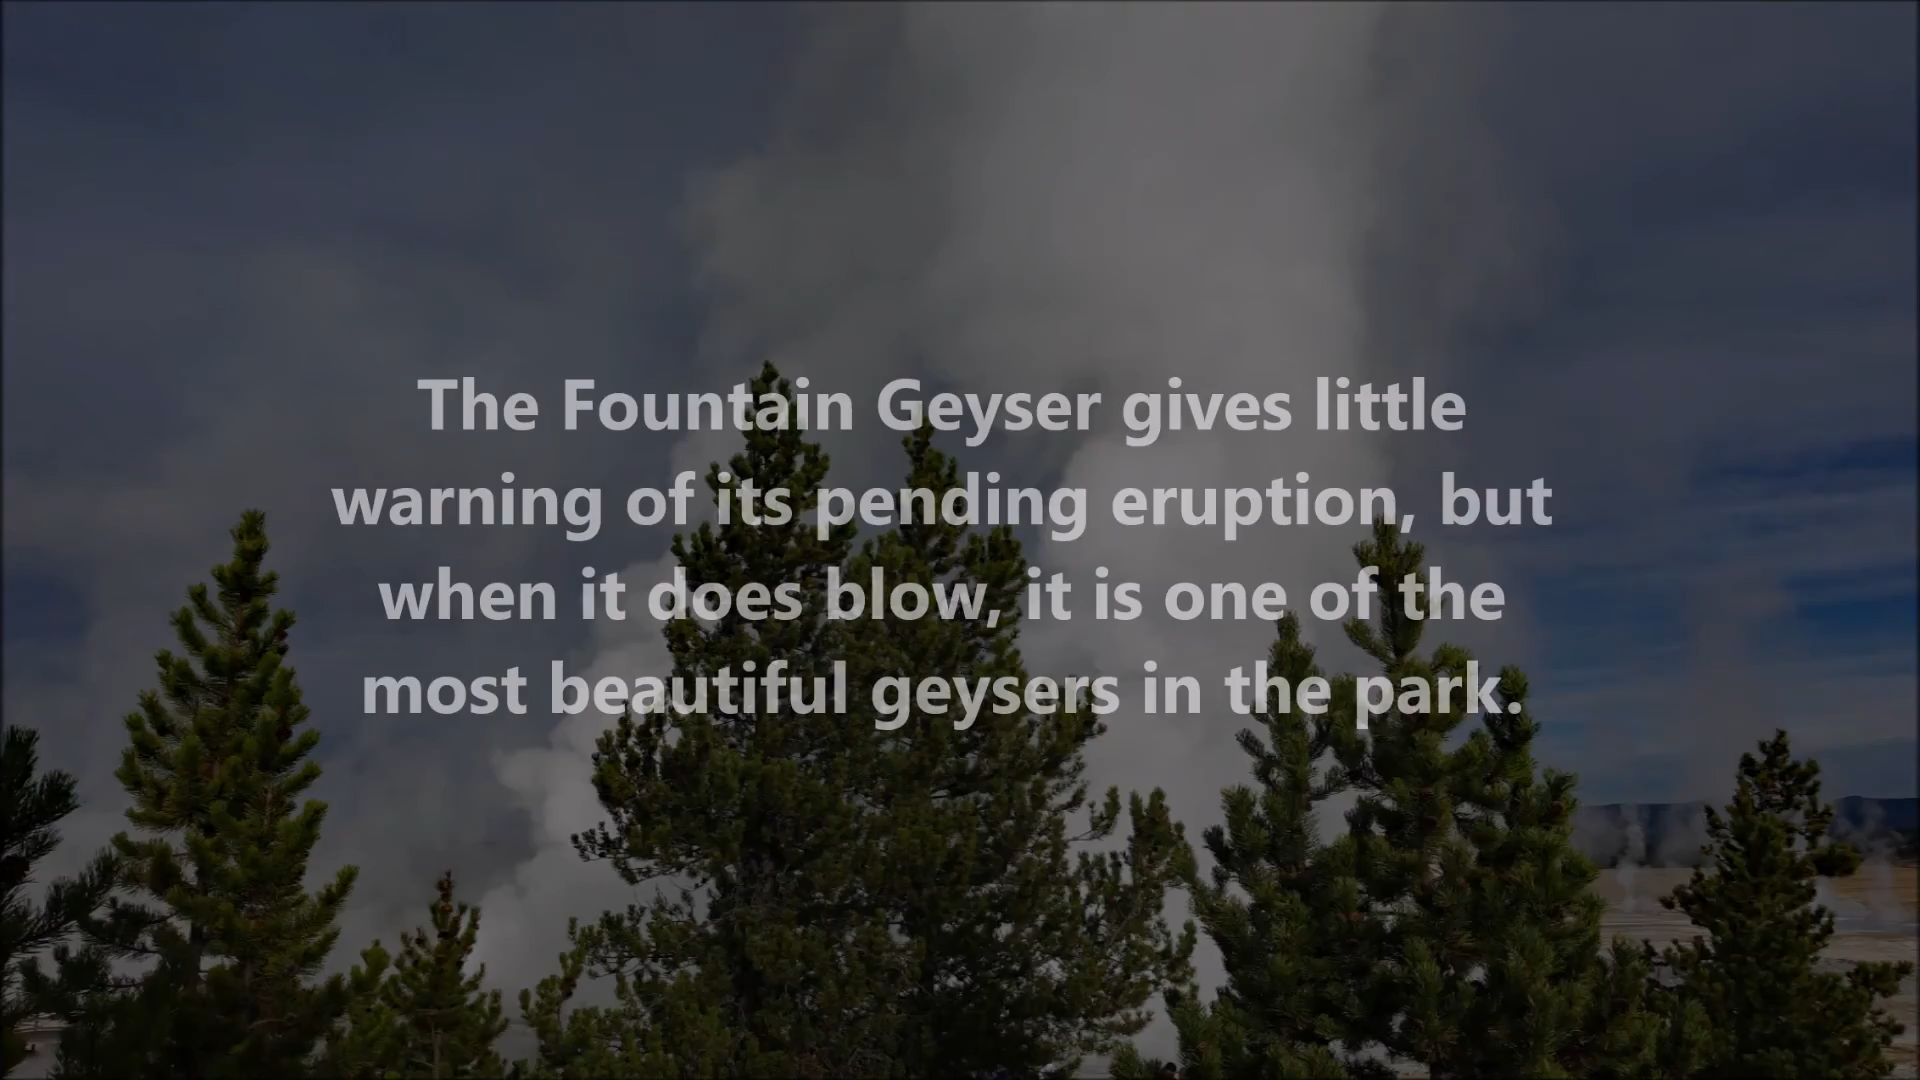 The Fountain Geyser gives little
warning of its pending eruption, but
when it does blow, it is one of the
most beautiful geysers in the park.